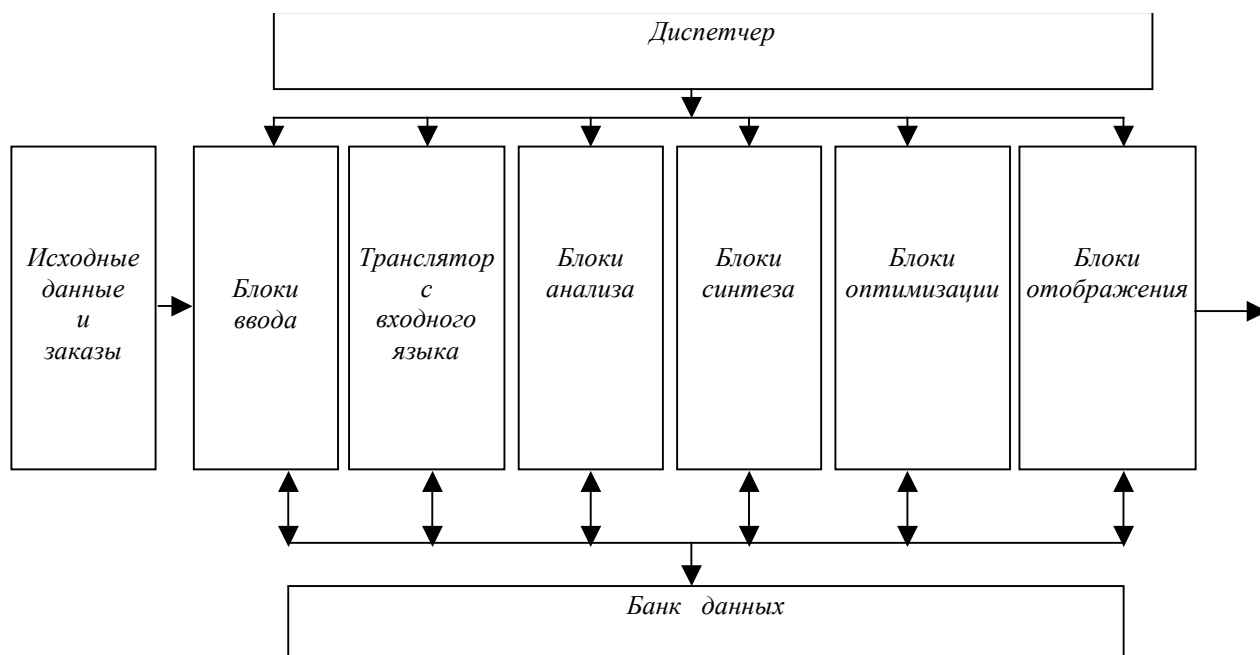 Диспетчер
Исходные
данные
и
заказы
Блоки
ввода
Транслятор
с
входного
языка
Блоки
анализа
Блоки
синтеза
Блоки
оптимизации
Блоки
отображения
Банк данных